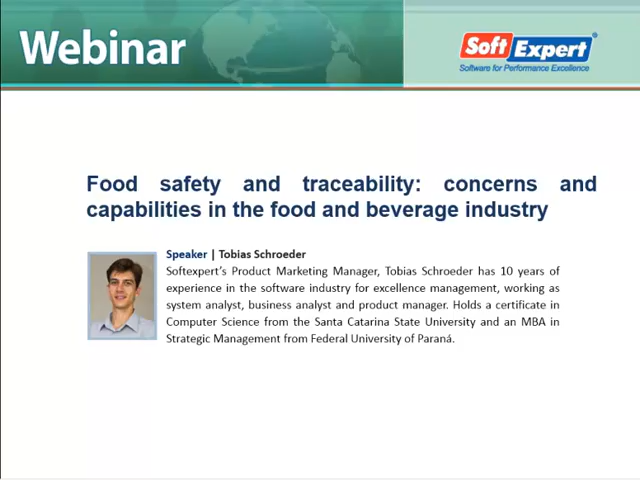 Webinar
Soft Expert®
Software for Performance Excellence
Food safety and traceability: concerns and
capabilities in the food and beverage industry
Speaker | Tobias Schroeder
Softexpert's Product Marketing Manager, Tobias Schroeder has 10 years of
experience in the software industry for excellence management, working as
system analyst, business analyst and product manager. Holds a certificate in
Computer Science from the Santa Catarina State University and an MBA in
Strategic Management from Federal University of Paraná.